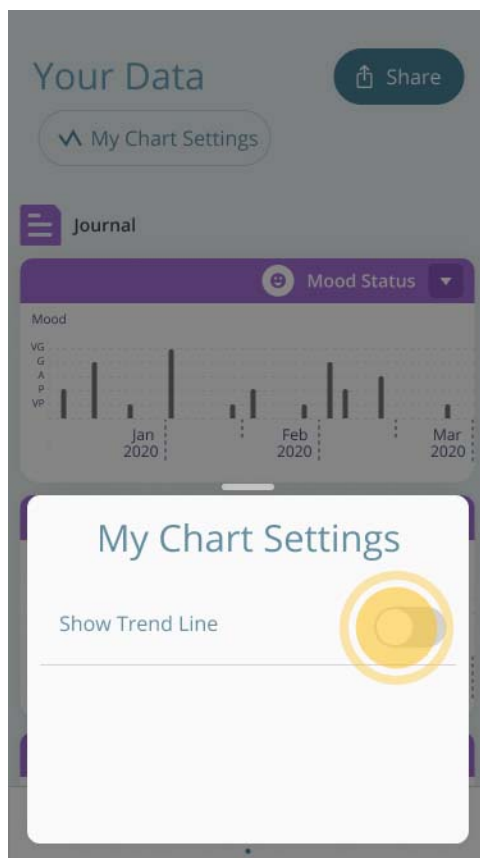 Your Data
Share
My Chart Settings
Journal
Mood Status
Mood
VG
G
A
P
VP
Jan
2020
Feb
2020
Mar
2020
My Chart Settings
Show Trend Line